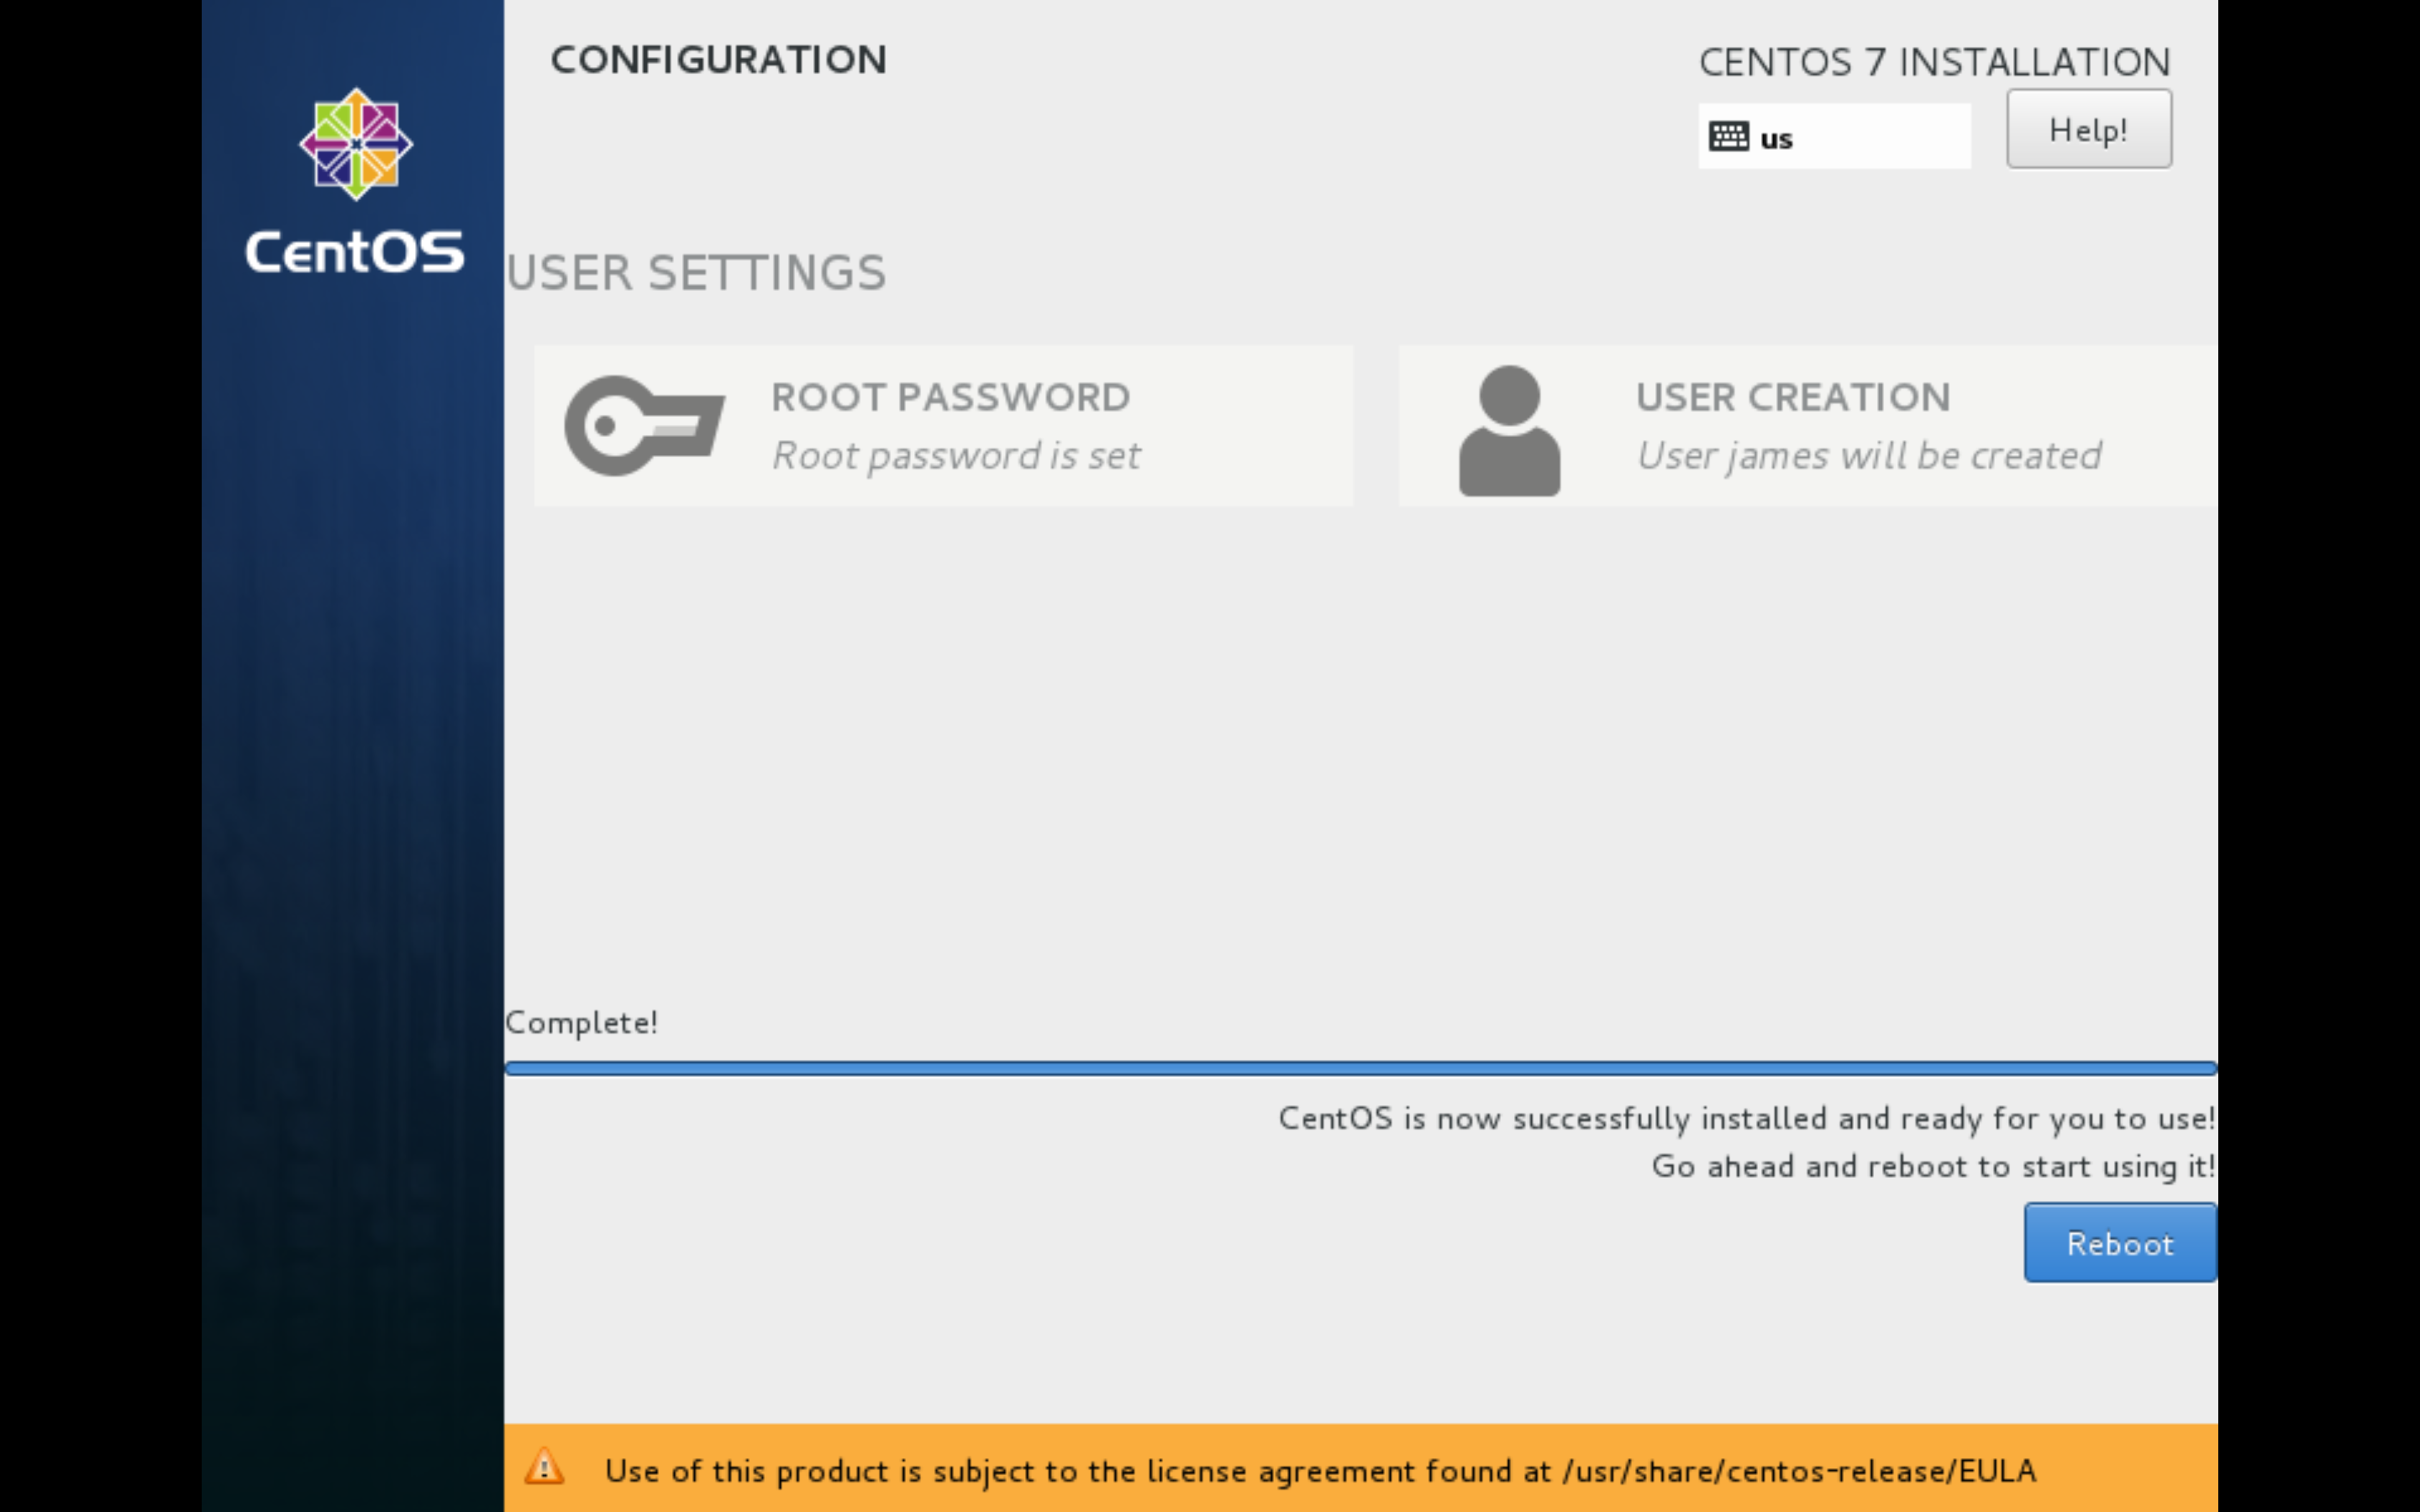 CentOS
CONFIGURATION
CENTOS 7 INSTALLATION
us
Help!
USER SETTINGS
ROOT PASSWORD
Root password is set
USER CREATION
User james will be created
Complete!
CentOS is now successfully installed and ready for you to use!
Go ahead and reboot to start using it!
Reboot
Use of this product is subject to the license agreement found at /usr/share/centos-release/EULA